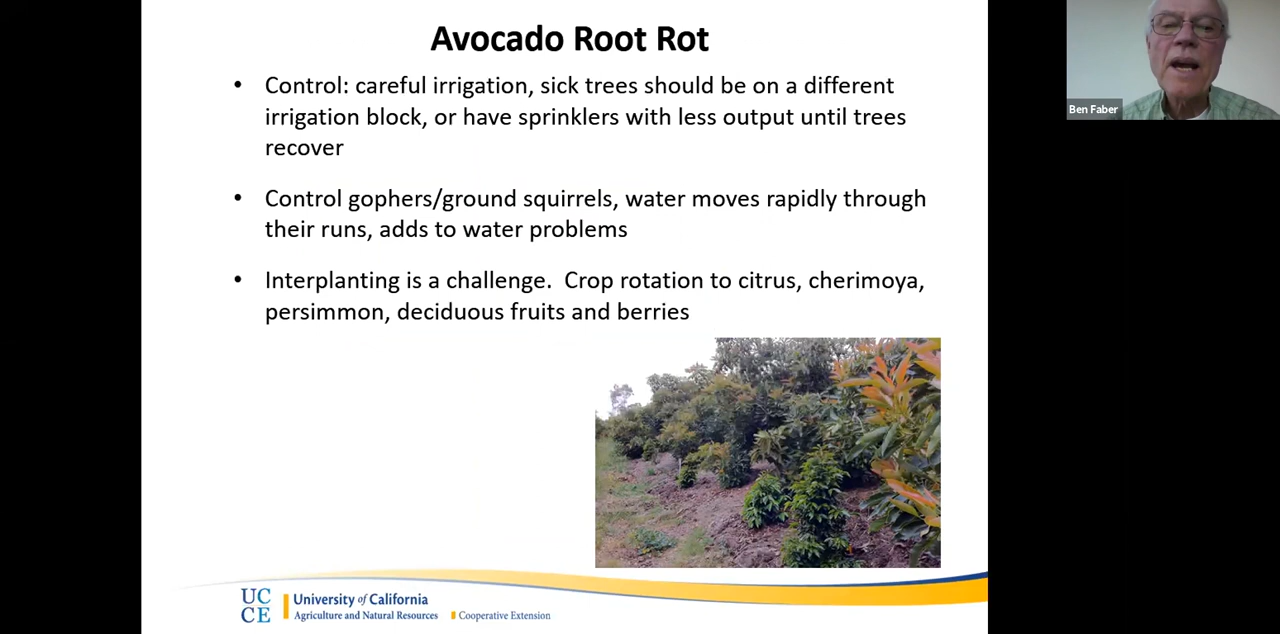 Avocado Root Rot
• Control: careful irrigation, sick trees should be on a different
irrigation block, or have sprinklers with less output until trees
recover
• Control gophers/ground squirrels, water moves rapidly through
their runs, adds to water problems
• Interplanting is a challenge.  Crop rotation to citrus, cherimoya,
persimmon, deciduous fruits and berries
Ben Faber
UC
CE
University of California
Agriculture and Natural Resources
Cooperative Extension